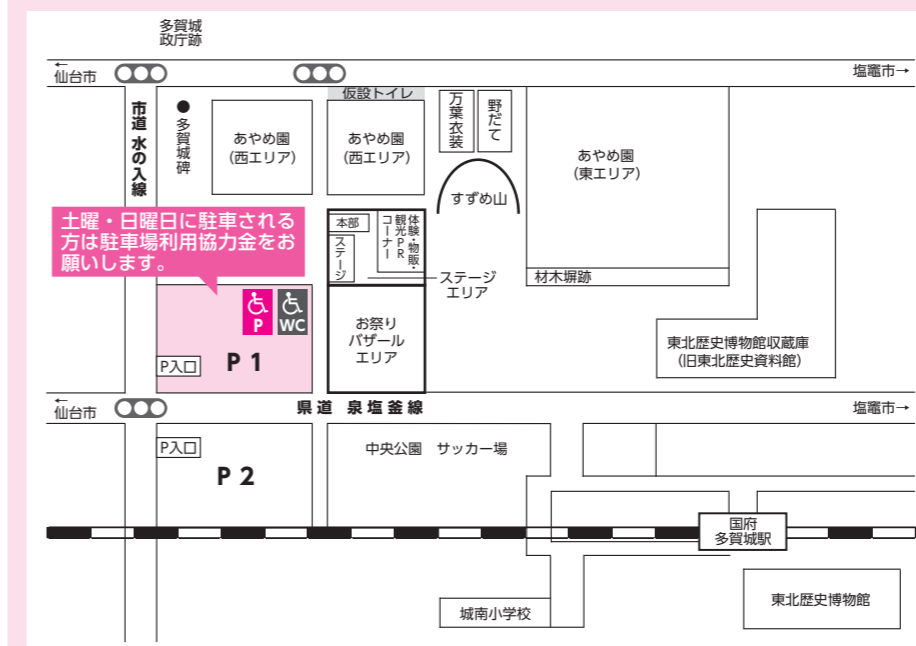 多賀城
政庁跡
←
仙台市
塩竈市→
市道 水の入線
●
多賀城碑
あやめ園
(西エリア)
仮設トイレ
あやめ園
(西エリア)
万葉衣装
野だて
すずめ山
あやめ園
(東エリア)
材木塀跡
土曜・日曜日に駐車される
方は駐車場利用協力金をお
願いします。
本部
ステージ
体験・物販・
観光PR
コーナー
ステージ
エリア
お祭り
バザール
エリア
東北歴史博物館収蔵庫
(旧東北歴史資料館)
P
WC
P 1
P入口
←
仙台市
県道 泉塩釜線
塩竈市→
P入口
P 2
中央公園 サッカー場
国府
多賀城駅
城南小学校
東北歴史博物館